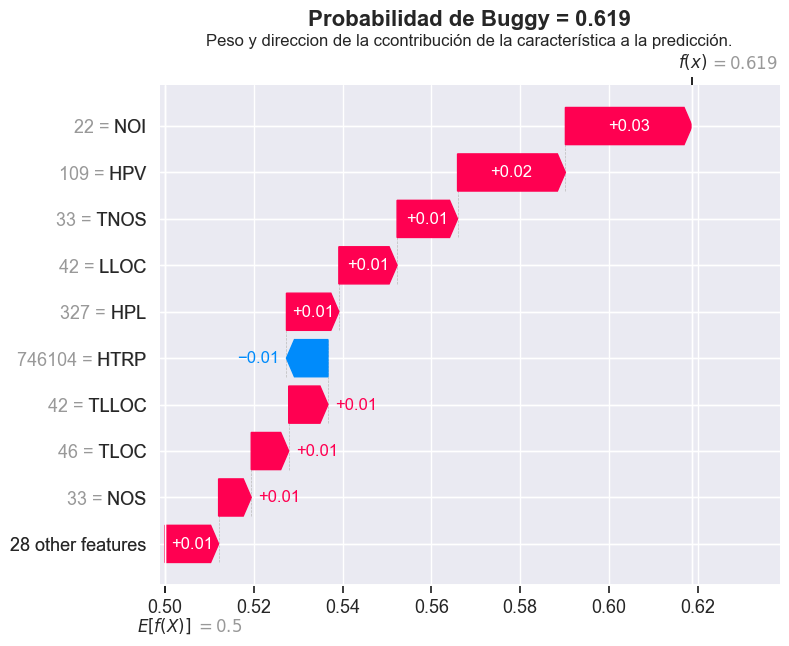 Probabilidad de Buggy = 0.619
Peso y direccion de la ccontribución de la característica a la predicción.
f(x) = 0.619
22 = NOI +0.03
109 = HPV +0.02
33 = TNOS +0.01
42 = LLOC +0.01
327 = HPL +0.01
746104 = HTRP −0.01
42 = TLLOC +0.01
46 = TLOC +0.01
33 = NOS +0.01
28 other features +0.01
0.50 0.52 0.54 0.56 0.58 0.60 0.62
E[f(X)] = 0.5